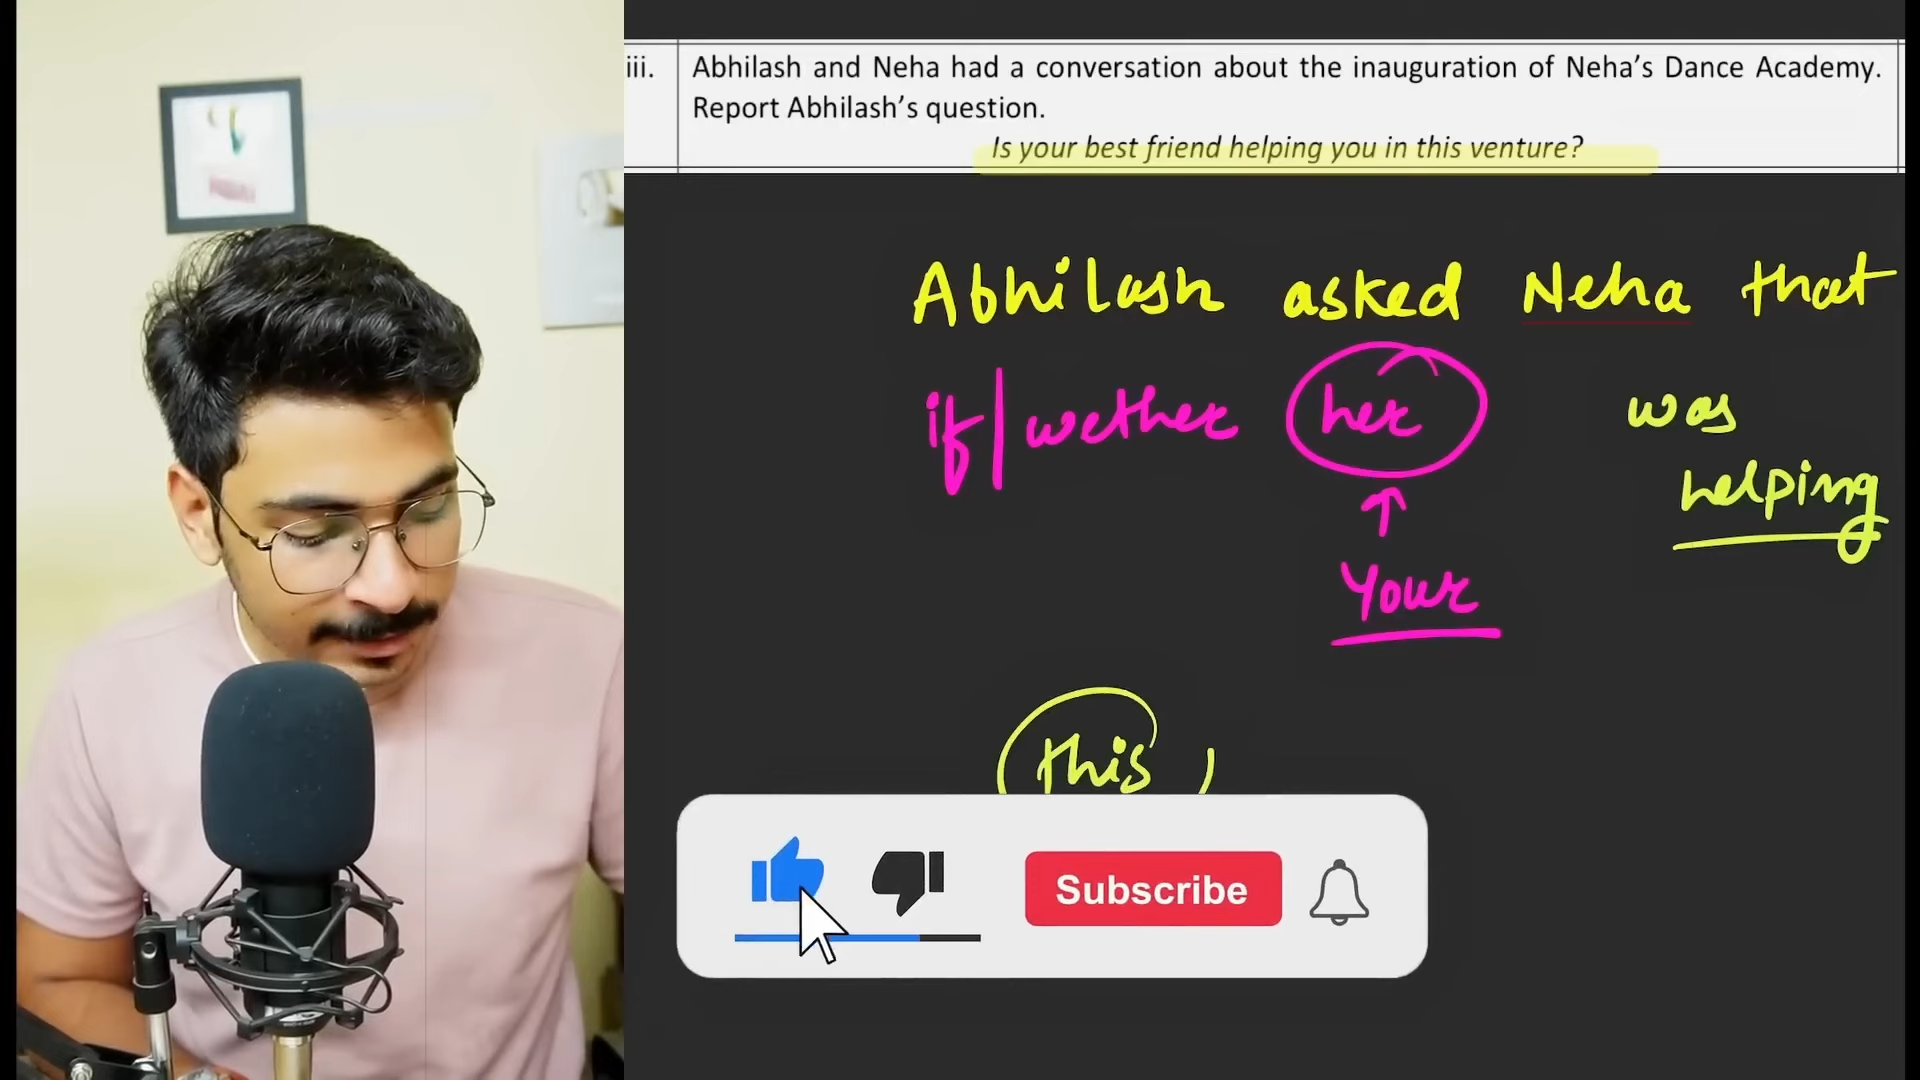 iii. Abhilash and Neha had a conversation about the inauguration of Neha's Dance Academy.
Report Abhilash's question.
Is your best friend helping you in this venture?
Abhilash asked Neha that
if/wether her was
helping
↑
Your
this,
Subscribe